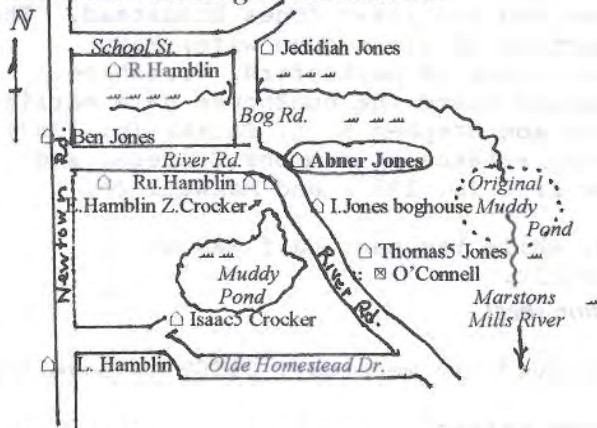 N
School St.
Jedidiah Jones
R.Hamblin
Bog Rd.
Ben Jones
River Rd.
Abner Jones
Newtown Rd.
Ru.Hamblin
Original
Muddy
Pond
E.Hamblin Z.Crocker
I.Jones boghouse
Thomas5 Jones
O'Connell
Muddy
Pond
River Rd.
Marstons
Mills River
Isaac5 Crocker
L. Hamblin
Olde Homestead Dr.